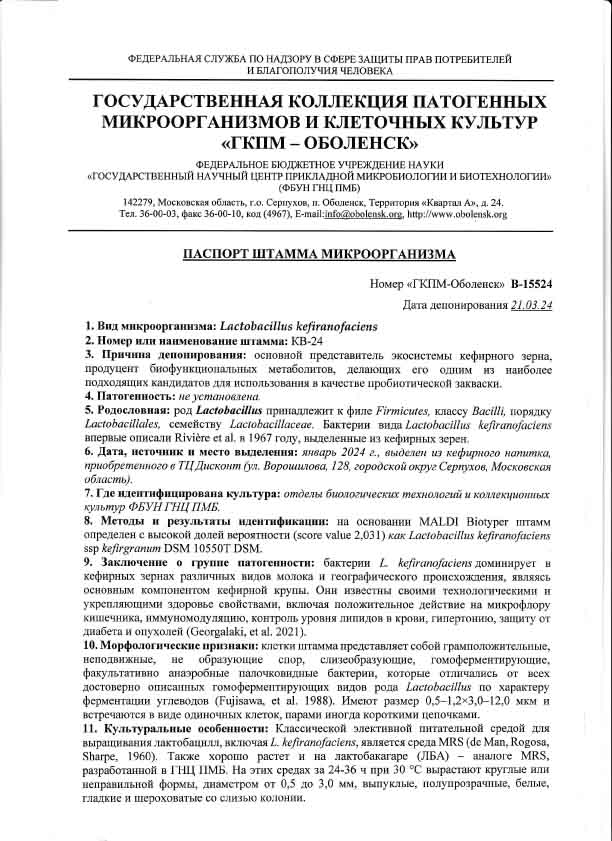 ФЕДЕРАЛЬНАЯ СЛУЖБА ПО НАДЗОРУ В СФЕРЕ ЗАЩИТЫ ПРАВ ПОТРЕБИТЕЛЕЙ
И БЛАГОПОЛУЧИЯ ЧЕЛОВЕКА
ГОСУДАРСТВЕННАЯ КОЛЛЕКЦИЯ ПАТОГЕННЫХ
МИКРООРГАНИЗМОВ И КЛЕТОЧНЫХ КУЛЬТУР
«ГКПМ – ОБОЛЕНСК»
ФЕДЕРАЛЬНОЕ БЮДЖЕТНОЕ УЧРЕЖДЕНИЕ НАУКИ
«ГОСУДАРСТВЕННЫЙ НАУЧНЫЙ ЦЕНТР ПРИКЛАДНОЙ МИКРОБИОЛОГИИ И БИОТЕХНОЛОГИИ»
(ФБУН ГНЦ ПМБ)
142279, Московская область, г.о. Серпухов, п. Оболенск, Территория «Квартал А», д. 24.
Тел. 36-00-03, факс 36-00-10, код (4967), E-mail:info@obolensk.org, http://www.obolensk.org
ПАСПОРТ ШТАММА МИКРООРГАНИЗМА
Номер «ГКПМ-Оболенск» В-15524
Дата депонирования 21.03.24
1. Вид микроорганизма: Lactobacillus kefiranofaciens
2. Номер или наименование штамма: КВ-24
3. Причина депонирования: основной представитель экосистемы кефирного зерна,
продуцент биофункциональных метаболитов, делающих его одним из наиболее
подходящих кандидатов для использования в качестве пробиотической закваски.
4. Патогенность: не установлена.
5. Родословная: род Lactobacillus принадлежит к филе Firmicutes, классу Bacilli, порядку
Lactobacillales, семейству Lactobacillaceae. Бактерии вида Lactobacillus kefiranofaciens
впервые описали Rivière et al. в 1967 году, выделенные из кефирных зерен.
6. Дата, источник и место выделения: январь 2024 г., выделен из кефирного напитка,
приобретенного в ТЦ Дисконт (ул. Ворошилова, 128, городской округ Серпухов, Московская
область).
7. Где идентифицирована культура: отделы биологических технологий и коллекционных
культур ФБУН ГНЦ ПМБ.
8. Методы и результаты идентификации: на основании MALDI Biotyper штамм
определен с высокой долей вероятности (score value 2,031) как Lactobacillus kefiranofaciens
ssp kefirgranum DSM 10550T DSM.
9. Заключение о группе патогенности: бактерии L. kefiranofaciens доминирует в
кефирных зернах различных видов молока и географического происхождения, являясь
основным компонентом кефирной крупы. Они известны своими технологическими и
укрепляющими здоровье свойствами, включая положительное действие на микрофлору
кишечника, иммуномодуляцию, контроль уровня липидов в крови, гипертонию, защиту от
диабета и опухолей (Georgalaki, et al. 2021).
10. Морфологические признаки: клетки штамма представляет собой грамположительные,
неподвижные, не образующие спор, слизеобразующие, гомоферментирующие,
факультативно анаэробные палочковидные бактерии, которые отличались от всех
достоверно описанных гомоферментирующих видов рода Lactobacillus по характеру
ферментации углеводов (Fujisawa, et al. 1988). Имеют размер 0,5–1,2×3,0–12,0 мкм и
встречаются в виде одиночных клеток, парами иногда короткими цепочками.
11. Культуральные особенности: Классической элективной питательной средой для
выращивания лактобацилл, включая L. kefiranofaciens, является среда MRS (de Man, Rogosa,
Sharpe, 1960). Также хорошо растет и на лактобакагаре (ЛБА) – аналоге MRS,
разработанной в ГНЦ ПМБ. На этих средах за 24-36 ч при 30 °С вырастают круглые или
неправильной формы, диаметром от 0,5 до 3,0 мм, выпуклые, полупрозрачные, белые,
гладкие и шероховатые со слизью колонии.